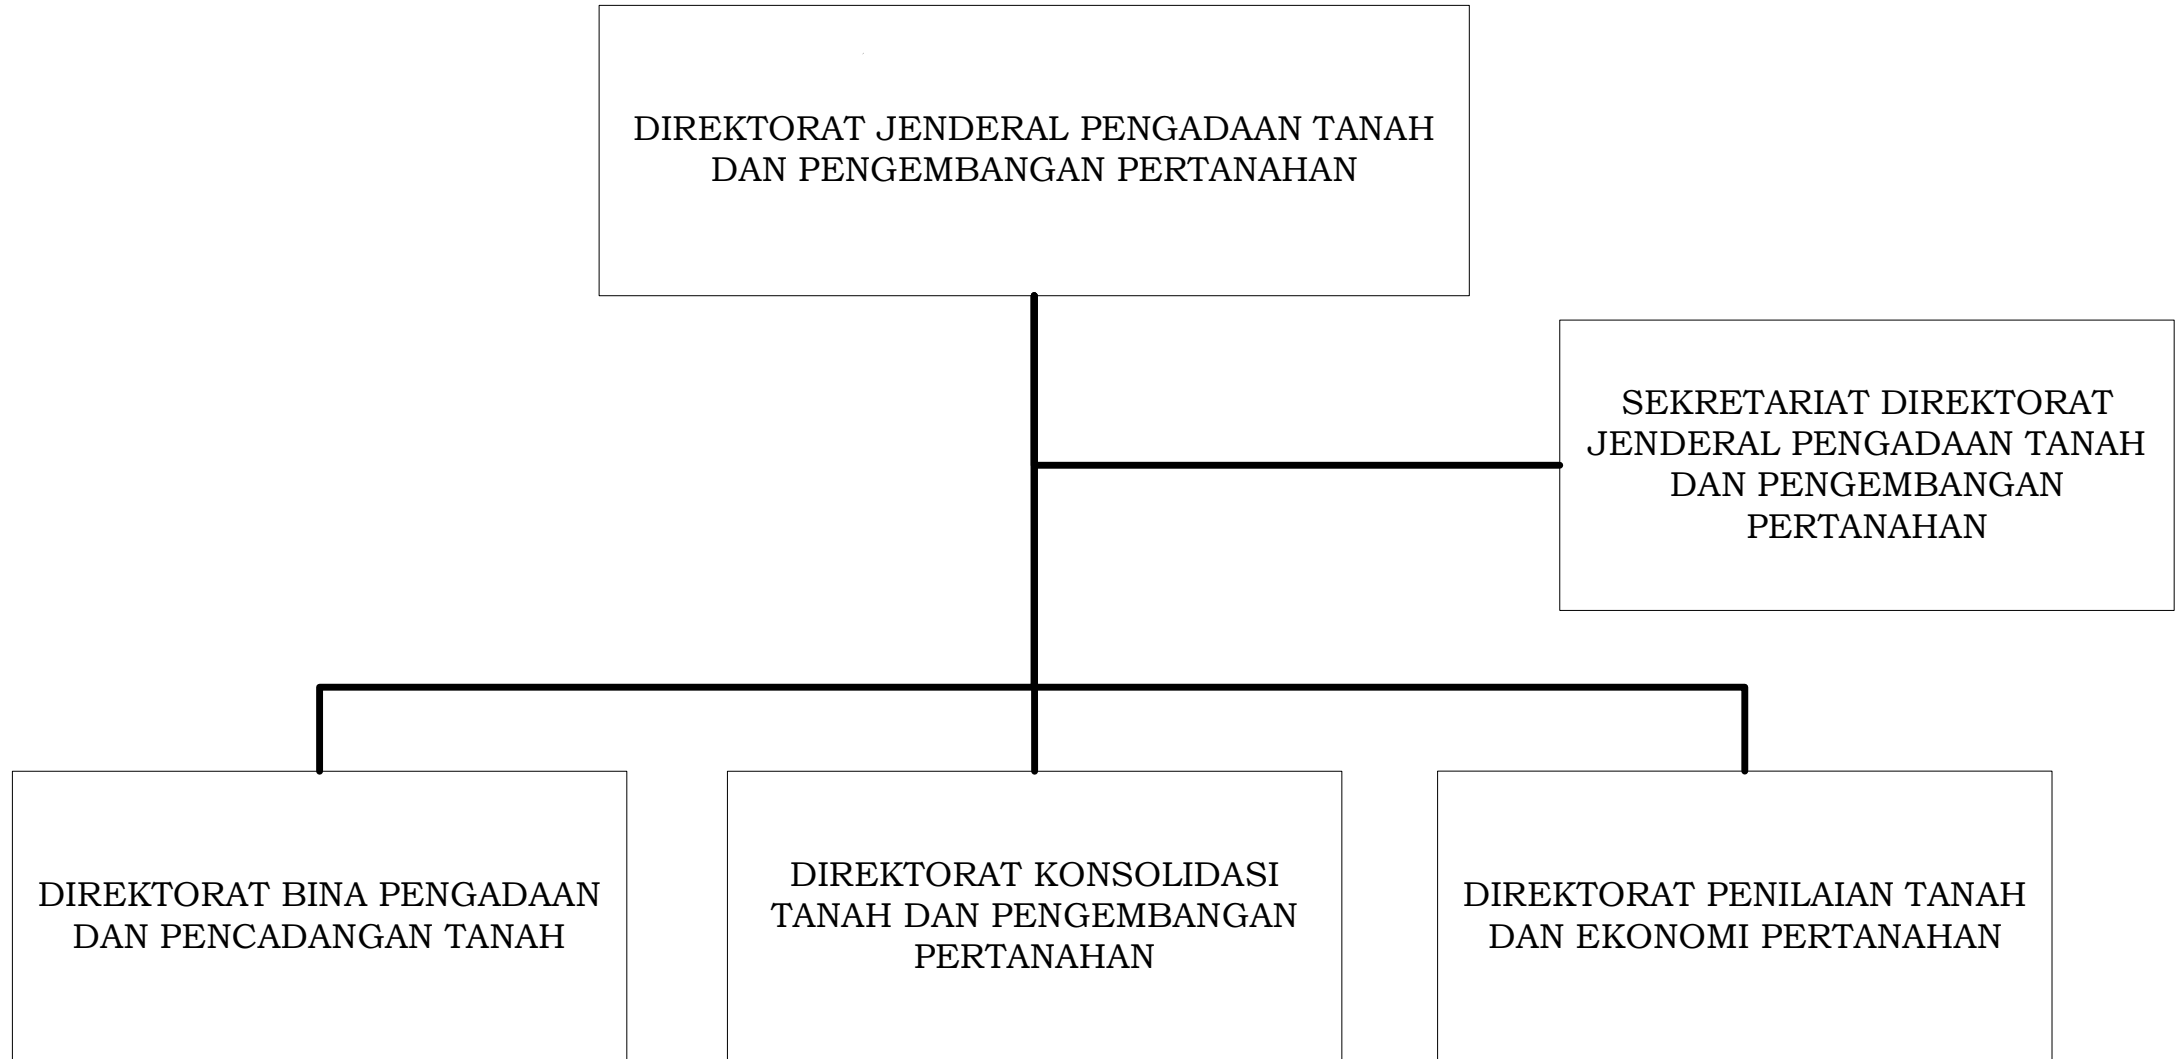 DIREKTORAT JENDERAL PENGADAAN TANAH
DAN PENGEMBANGAN PERTANAHAN
SEKRETARIAT DIREKTORAT
JENDERAL PENGADAAN TANAH
DAN PENGEMBANGAN
PERTANAHAN
DIREKTORAT BINA PENGADAAN
DAN PENCADANGAN TANAH
DIREKTORAT KONSOLIDASI
TANAH DAN PENGEMBANGAN
PERTANAHAN
DIREKTORAT PENILAIAN TANAH
DAN EKONOMI PERTANAHAN